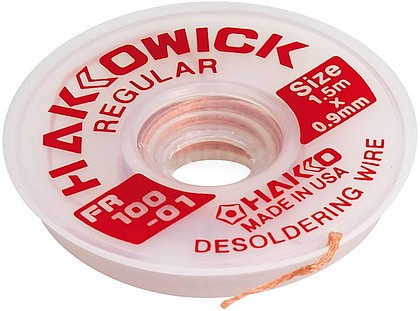 HAKKOWICK
REGULAR
Size
1.5m
x
0.9mm
FR
100
-01
HAKKO
MADE IN USA
DESOLDERING WIRE